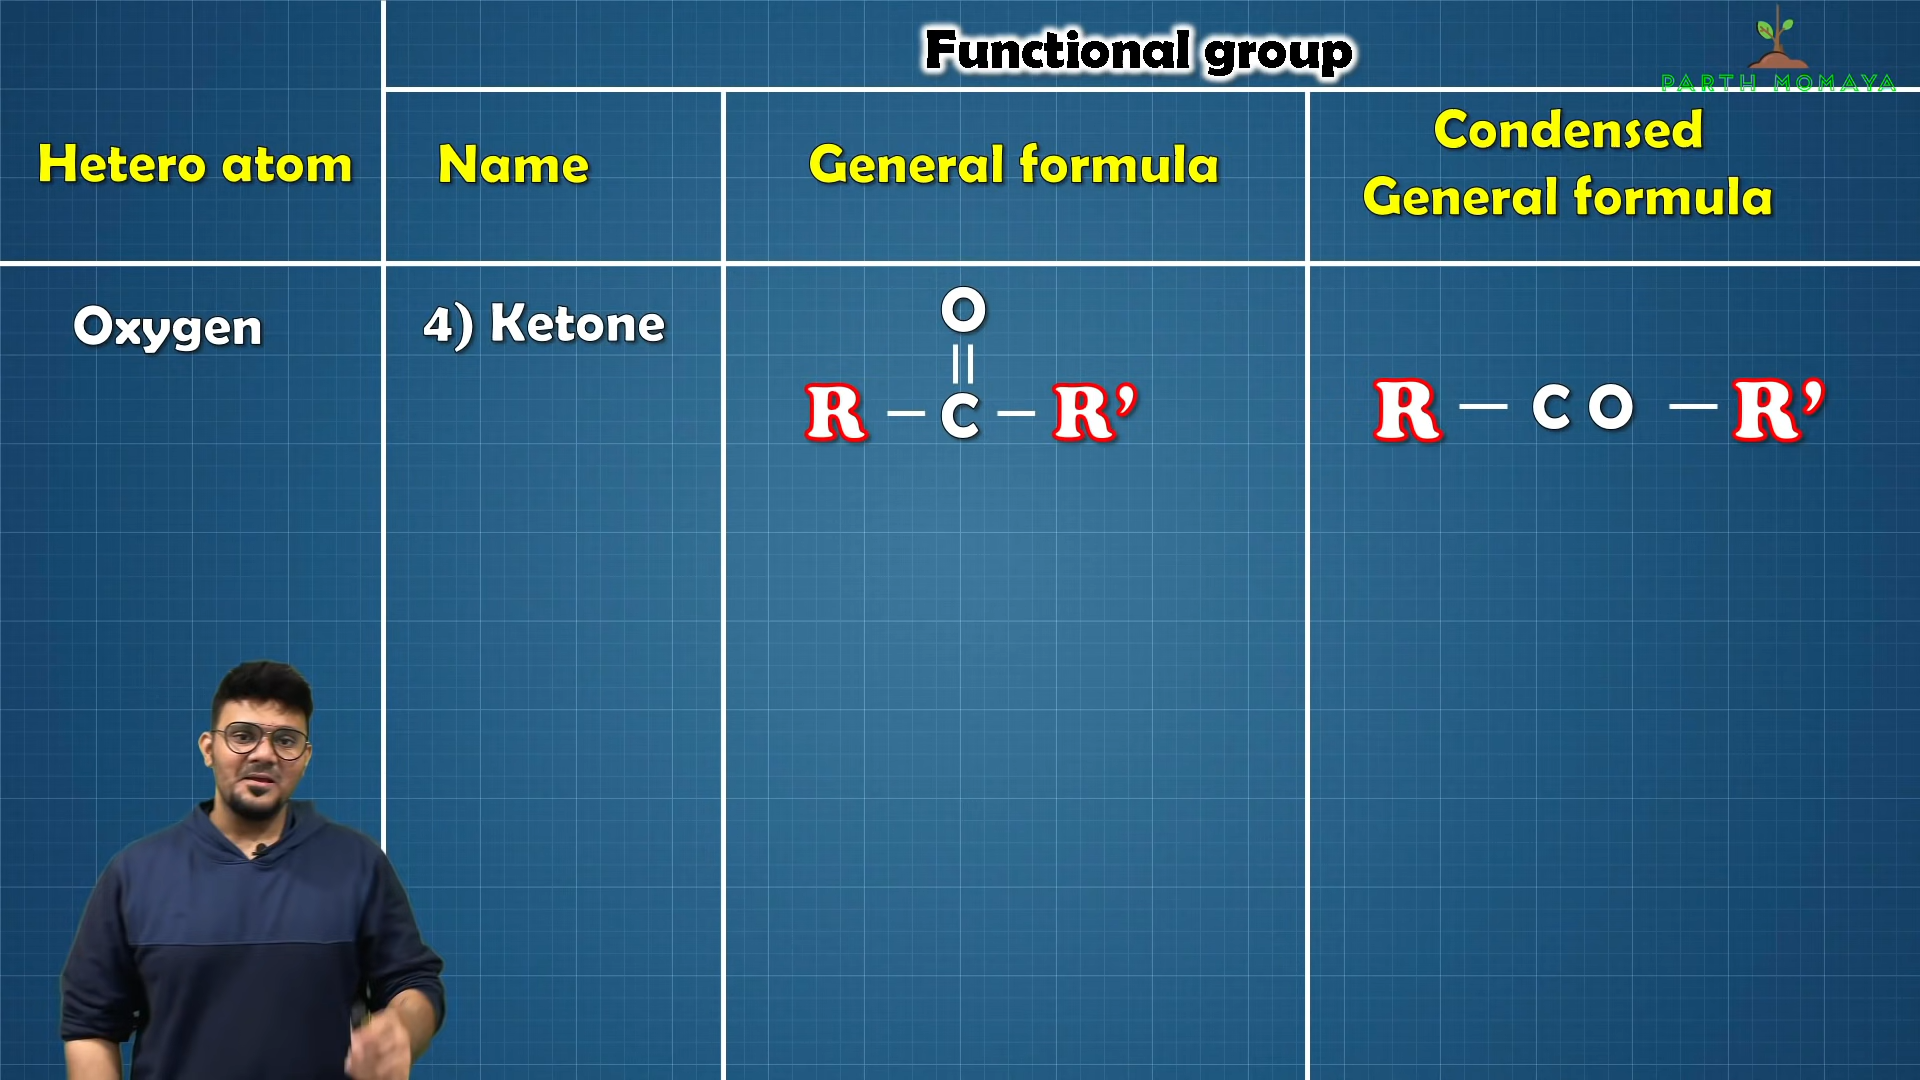 Functional group
PARTH MOMAYA
Hetero atom
Name
General formula
Condensed
General formula
Oxygen
4) Ketone
O
||
R – C – R’
R – C O – R’